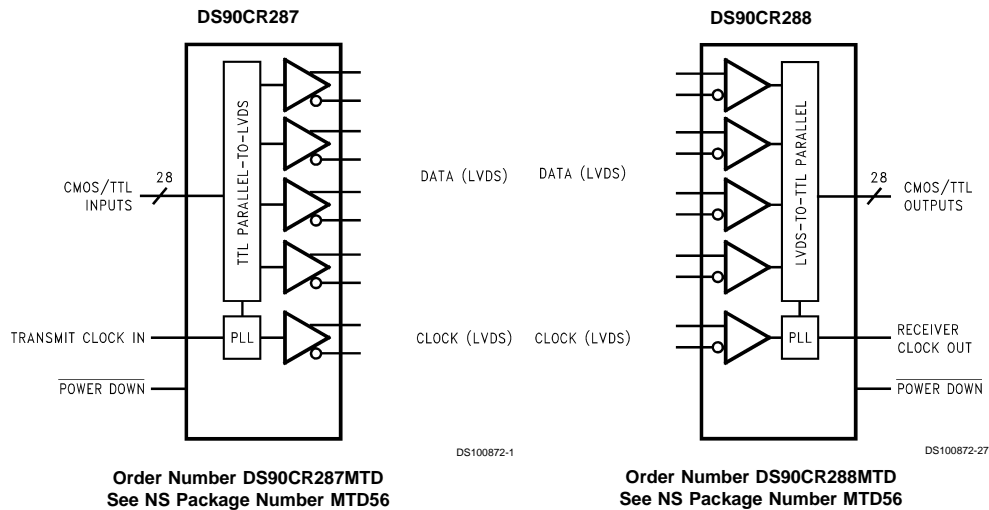 DS90CR287
TTL PARALLEL-TO-LVDS
28
CMOS/TTL
INPUTS
DATA (LVDS)
TRANSMIT CLOCK IN
PLL
CLOCK (LVDS)
POWER DOWN
DS100872-1
Order Number DS90CR287MTD
See NS Package Number MTD56
DS90CR288
DATA (LVDS)
LVDS-TO-TTL PARALLEL
28
CMOS/TTL
OUTPUTS
CLOCK (LVDS)
PLL
RECEIVER
CLOCK OUT
POWER DOWN
DS100872-27
Order Number DS90CR288MTD
See NS Package Number MTD56